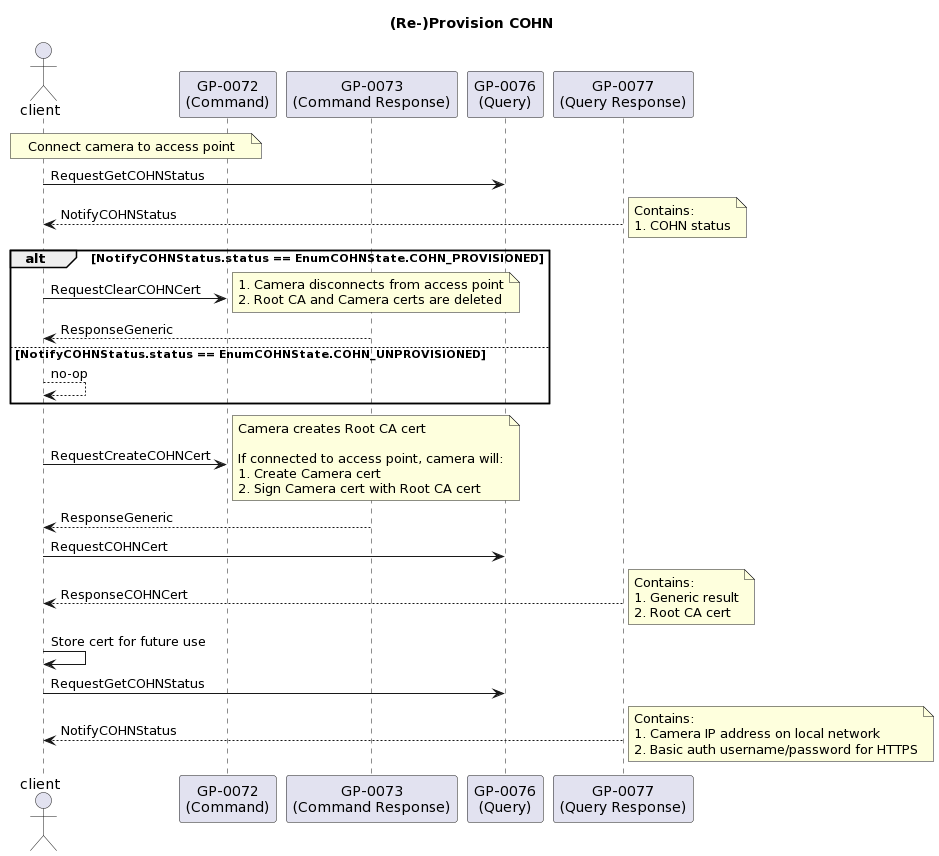 (Re-)Provision COHN
client
GP-0072
(Command)
GP-0073
(Command Response)
GP-0076
(Query)
GP-0077
(Query Response)
Connect camera to access point
RequestGetCOHNStatus
NotifyCOHNStatus
Contains:
1. COHN status
alt
[NotifyCOHNStatus.status == EnumCOHNState.COHN_PROVISIONED]
RequestClearCOHNCert
1. Camera disconnects from access point
2. Root CA and Camera certs are deleted
ResponseGeneric
[NotifyCOHNStatus.status == EnumCOHNState.COHN_UNPROVISIONED]
no-op
RequestCreateCOHNCert
Camera creates Root CA cert
If connected to access point, camera will:
1. Create Camera cert
2. Sign Camera cert with Root CA cert
ResponseGeneric
RequestCOHNCert
ResponseCOHNCert
Contains:
1. Generic result
2. Root CA cert
Store cert for future use
RequestGetCOHNStatus
NotifyCOHNStatus
Contains:
1. Camera IP address on local network
2. Basic auth username/password for HTTPS
client
GP-0072
(Command)
GP-0073
(Command Response)
GP-0076
(Query)
GP-0077
(Query Response)